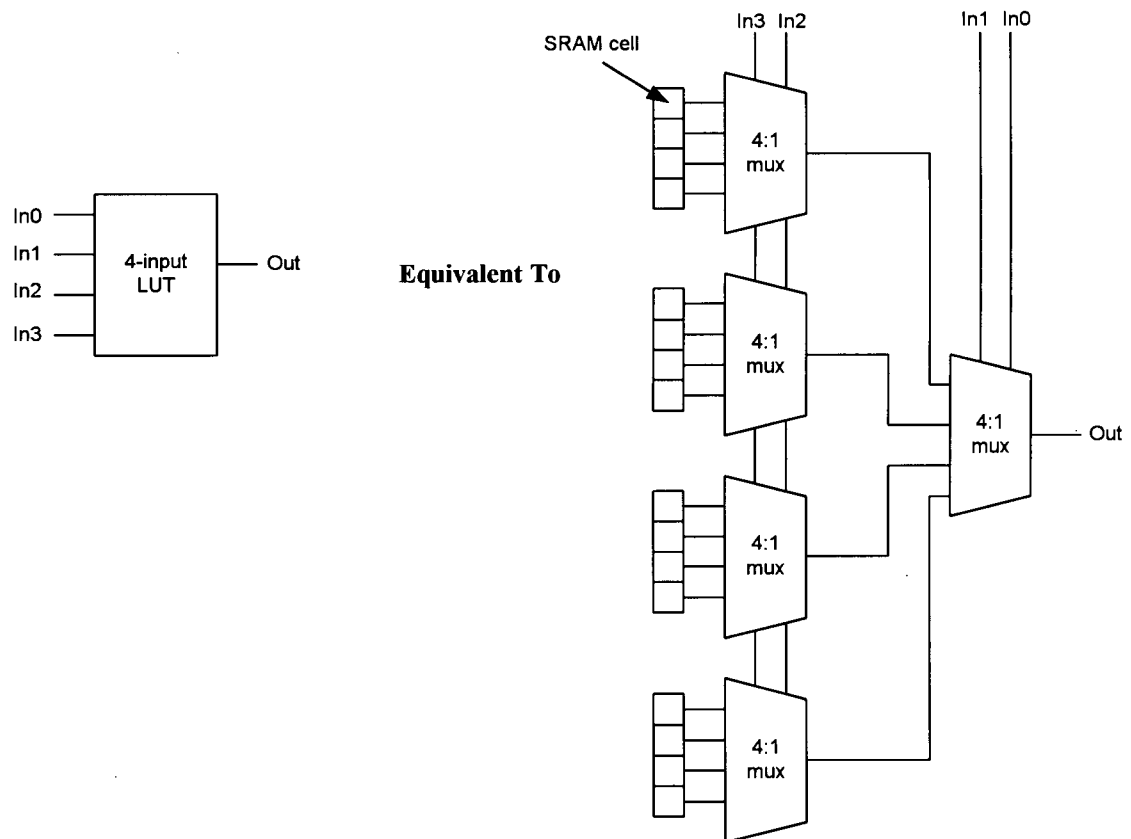 In3 In2
In1 In0
SRAM cell
4:1
mux
In0
In1
In2
In3
4-input
LUT
Out
Equivalent To
4:1
mux
4:1
mux
Out
4:1
mux
4:1
mux